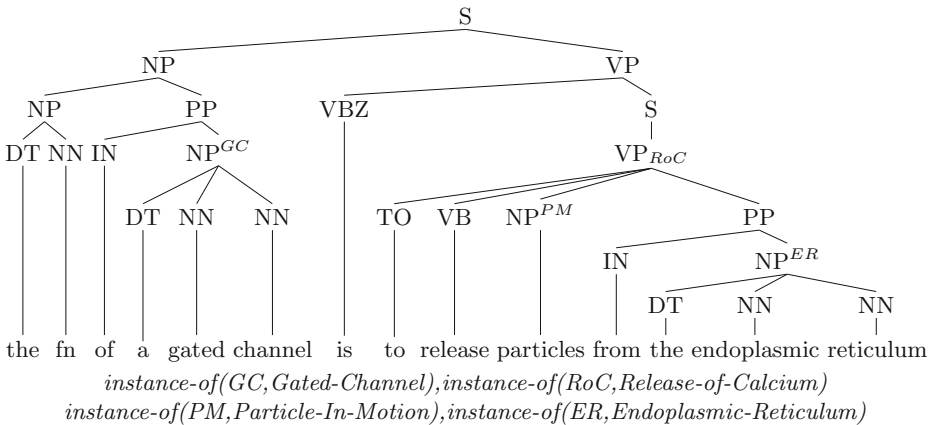 S
NP VP
NP PP VBZ S
DT NN IN NP^GC VP_RoC
DT NN NN TO VB NP^PM PP
IN NP^ER
DT NN NN
the fn of a gated channel is to release particles from the endoplasmic reticulum
instance-of(GC,Gated-Channel),instance-of(RoC,Release-of-Calcium)
instance-of(PM,Particle-In-Motion),instance-of(ER,Endoplasmic-Reticulum)